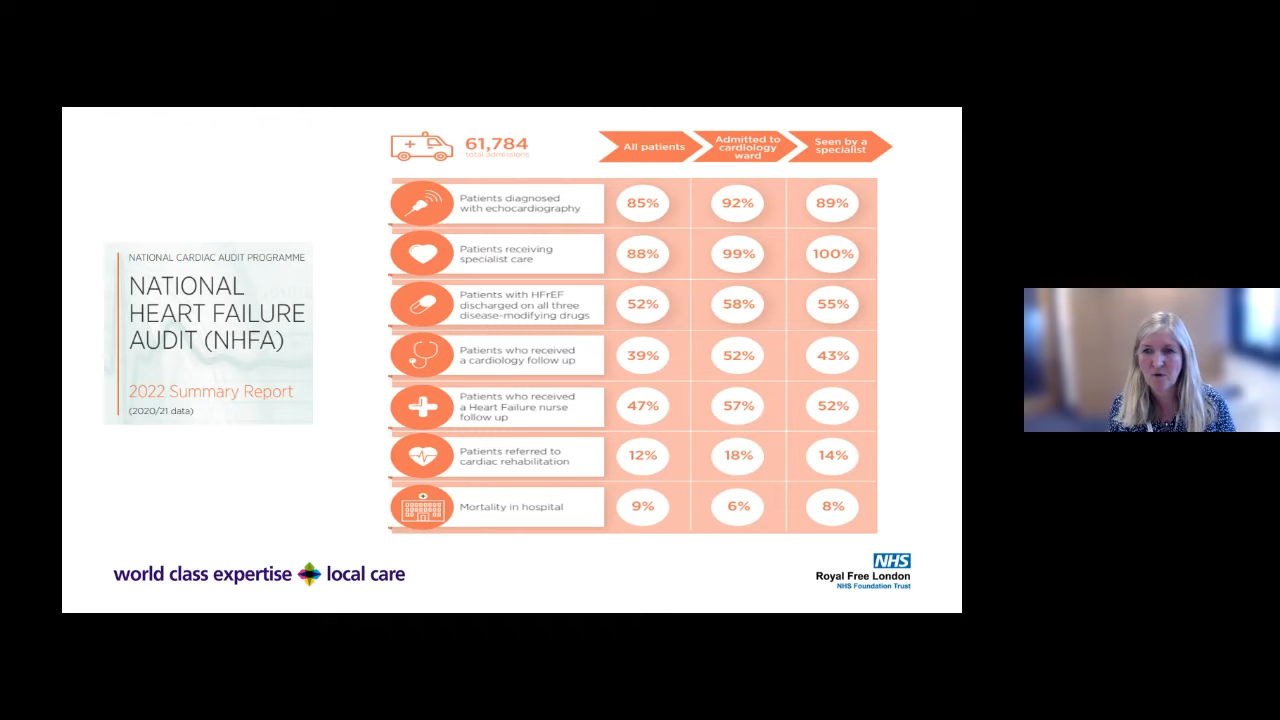 61,784
total admissions
All patients
Admitted to
cardiology
ward
Seen by a
specialist
Patients diagnosed
with echocardiography
85%
92%
89%
Patients receiving
specialist care
88%
99%
100%
Patients with HFrEF
discharged on all three
disease-modifying drugs
52%
58%
55%
Patients who received
a cardiology follow up
39%
52%
43%
Patients who received
a Heart Failure nurse
follow up
47%
57%
52%
Patients referred to
cardiac rehabilitation
12%
18%
14%
Mortality in hospital
9%
6%
8%
NATIONAL CARDIAC AUDIT PROGRAMME
NATIONAL
HEART FAILURE
AUDIT (NHFA)
2022 Summary Report
(2020/21 data)
world class expertise local care
NHS
Royal Free London
NHS Foundation Trust